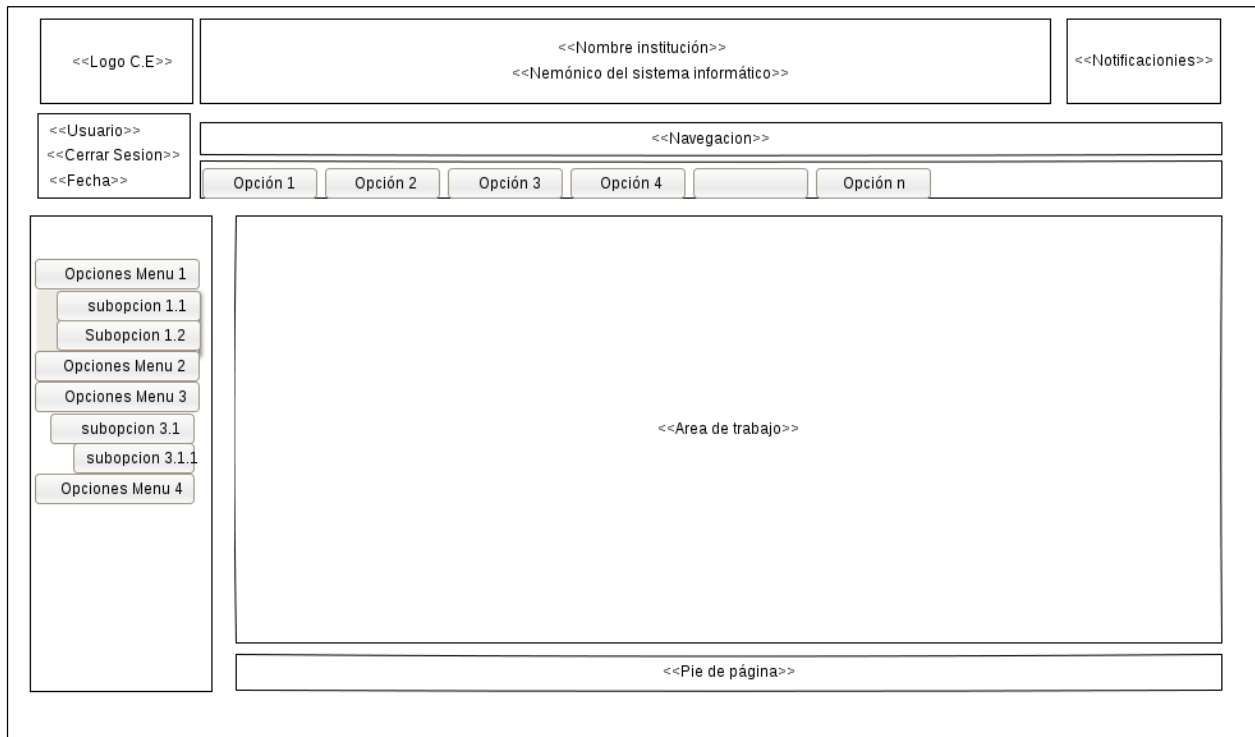 <<Logo C.E>>
<<Nombre institución>>
<<Nemónico del sistema informático>>
<<Notificacionies>>
<<Usuario>>
<<Cerrar Sesion>>
<<Fecha>>
<<Navegacion>>
Opción 1
Opción 2
Opción 3
Opción 4
Opción n
Opciones Menu 1
subopcion 1.1
Subopcion 1.2
Opciones Menu 2
Opciones Menu 3
subopcion 3.1
subopcion 3.1.1
Opciones Menu 4
<<Area de trabajo>>
<<Pie de página>>